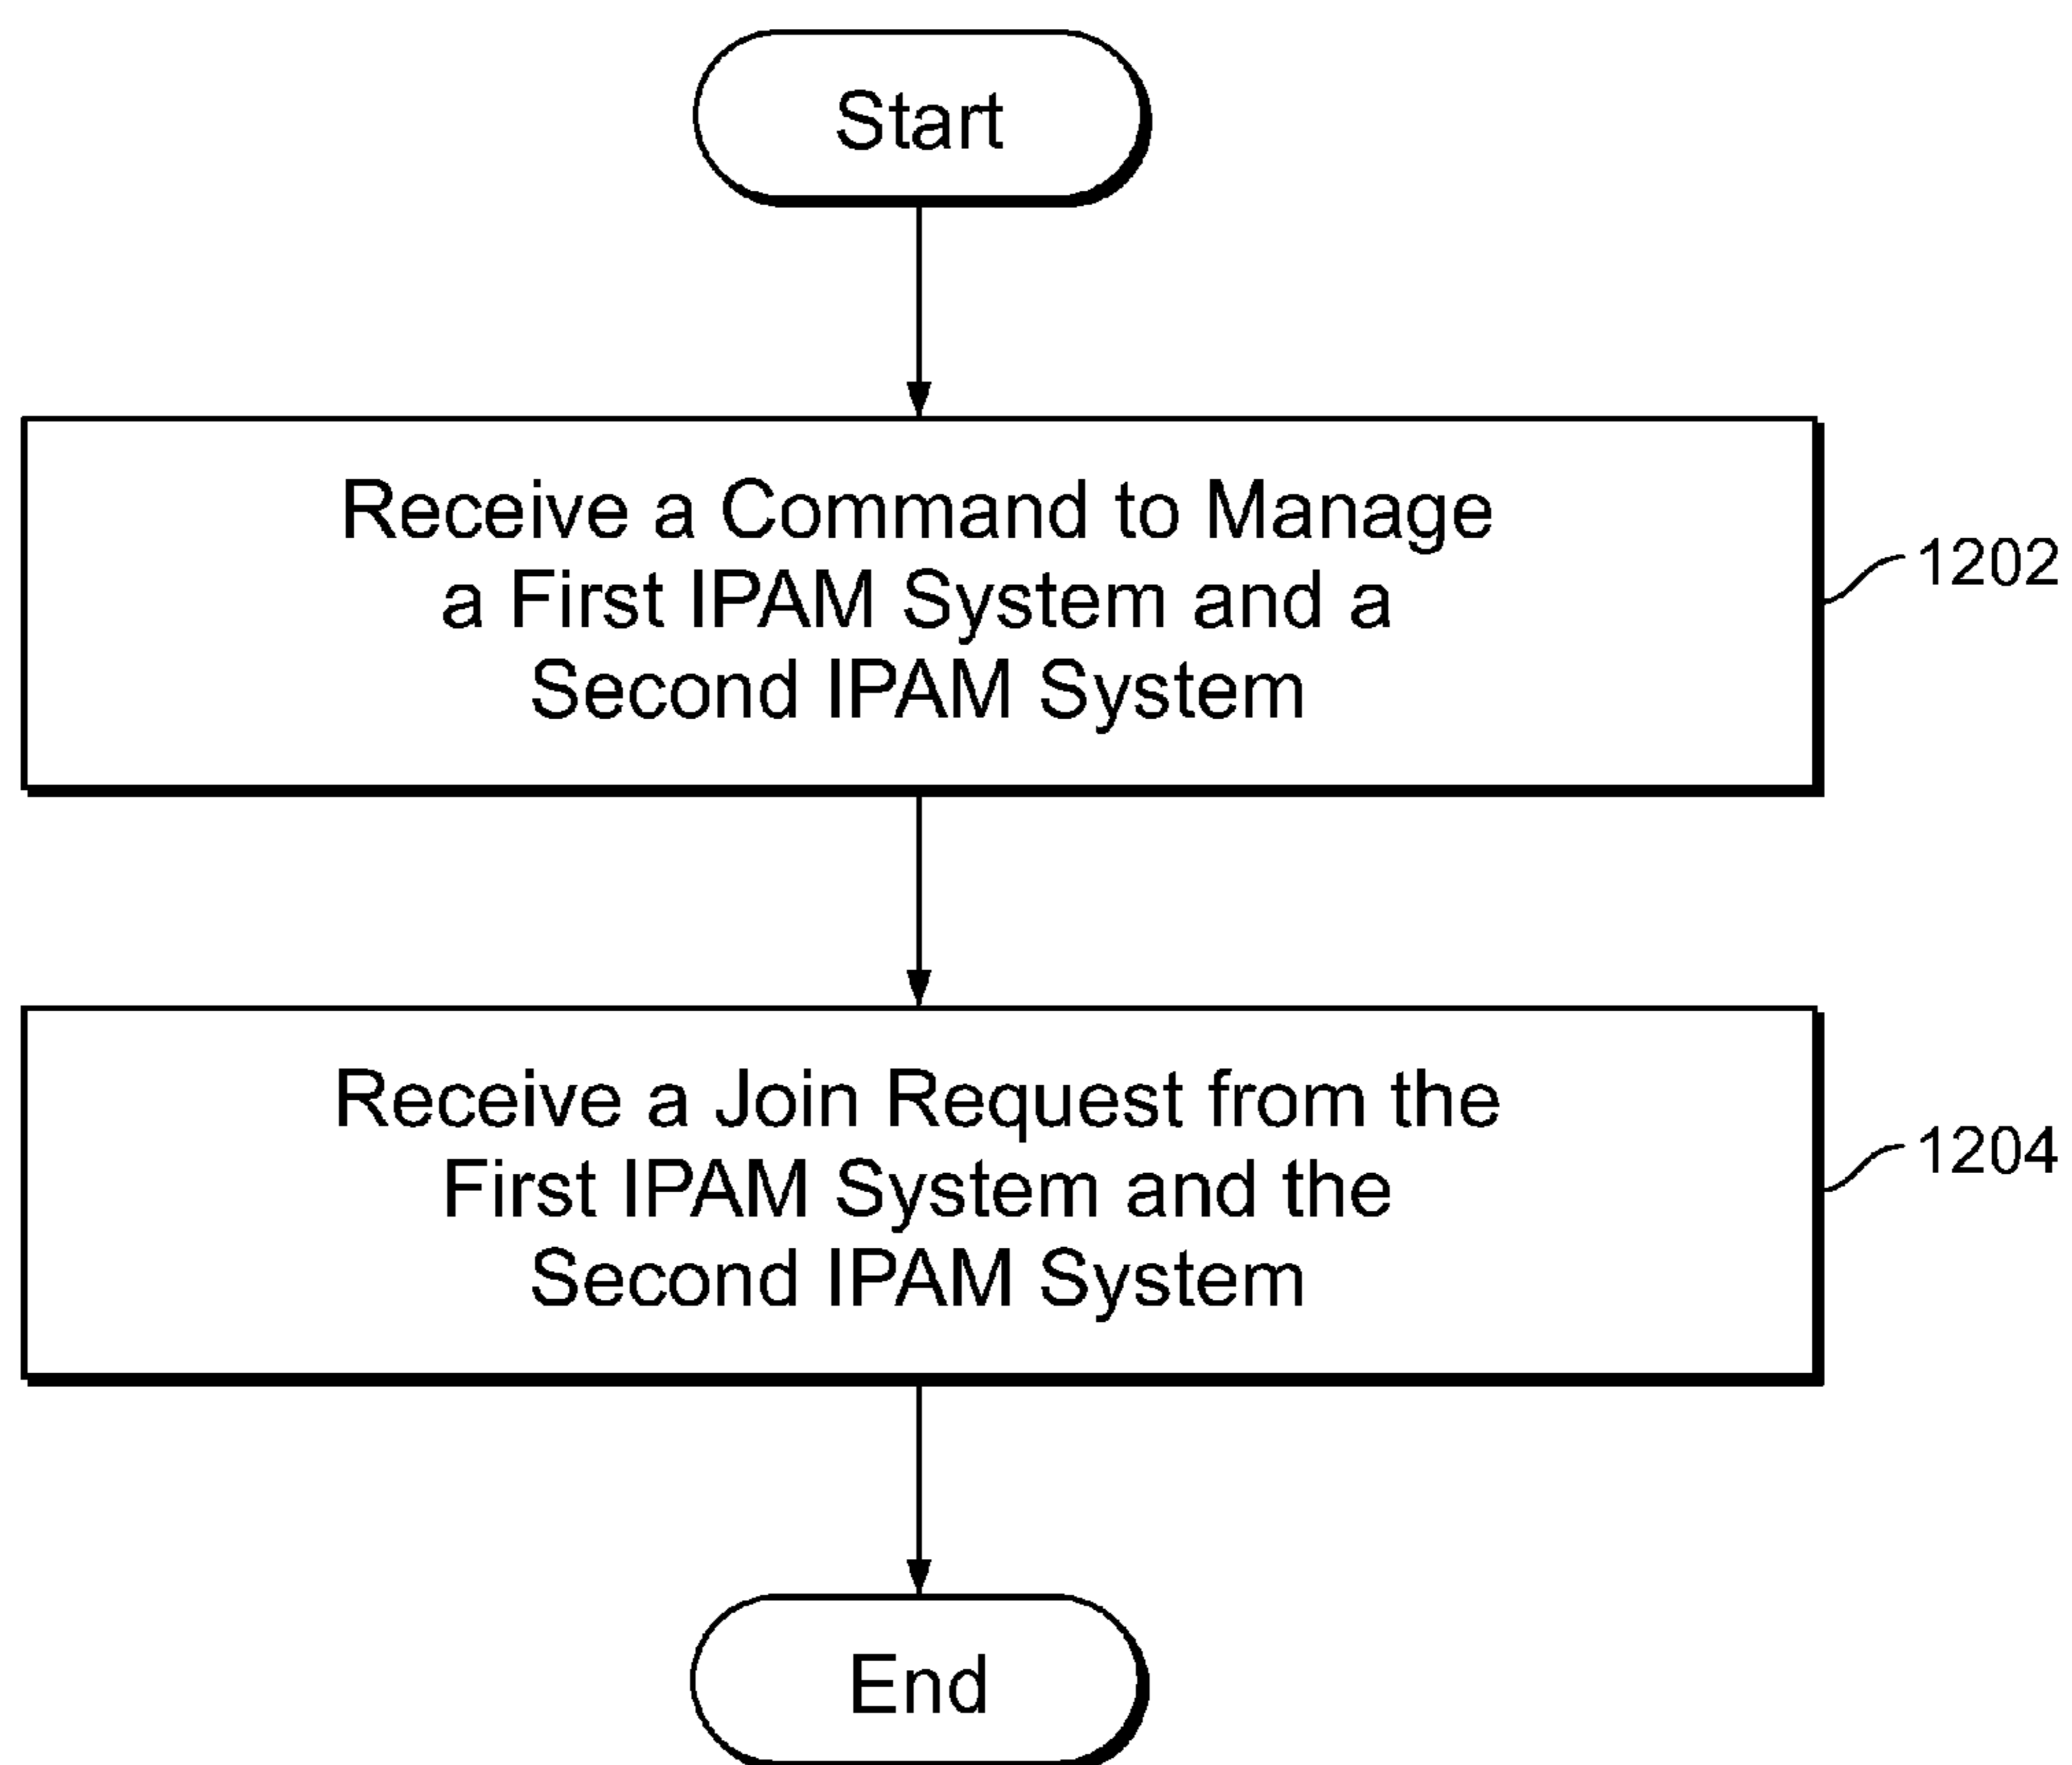 Start
Receive a Command to Manage
a First IPAM System and a
Second IPAM System
1202
Receive a Join Request from the
First IPAM System and the
Second IPAM System
1204
End